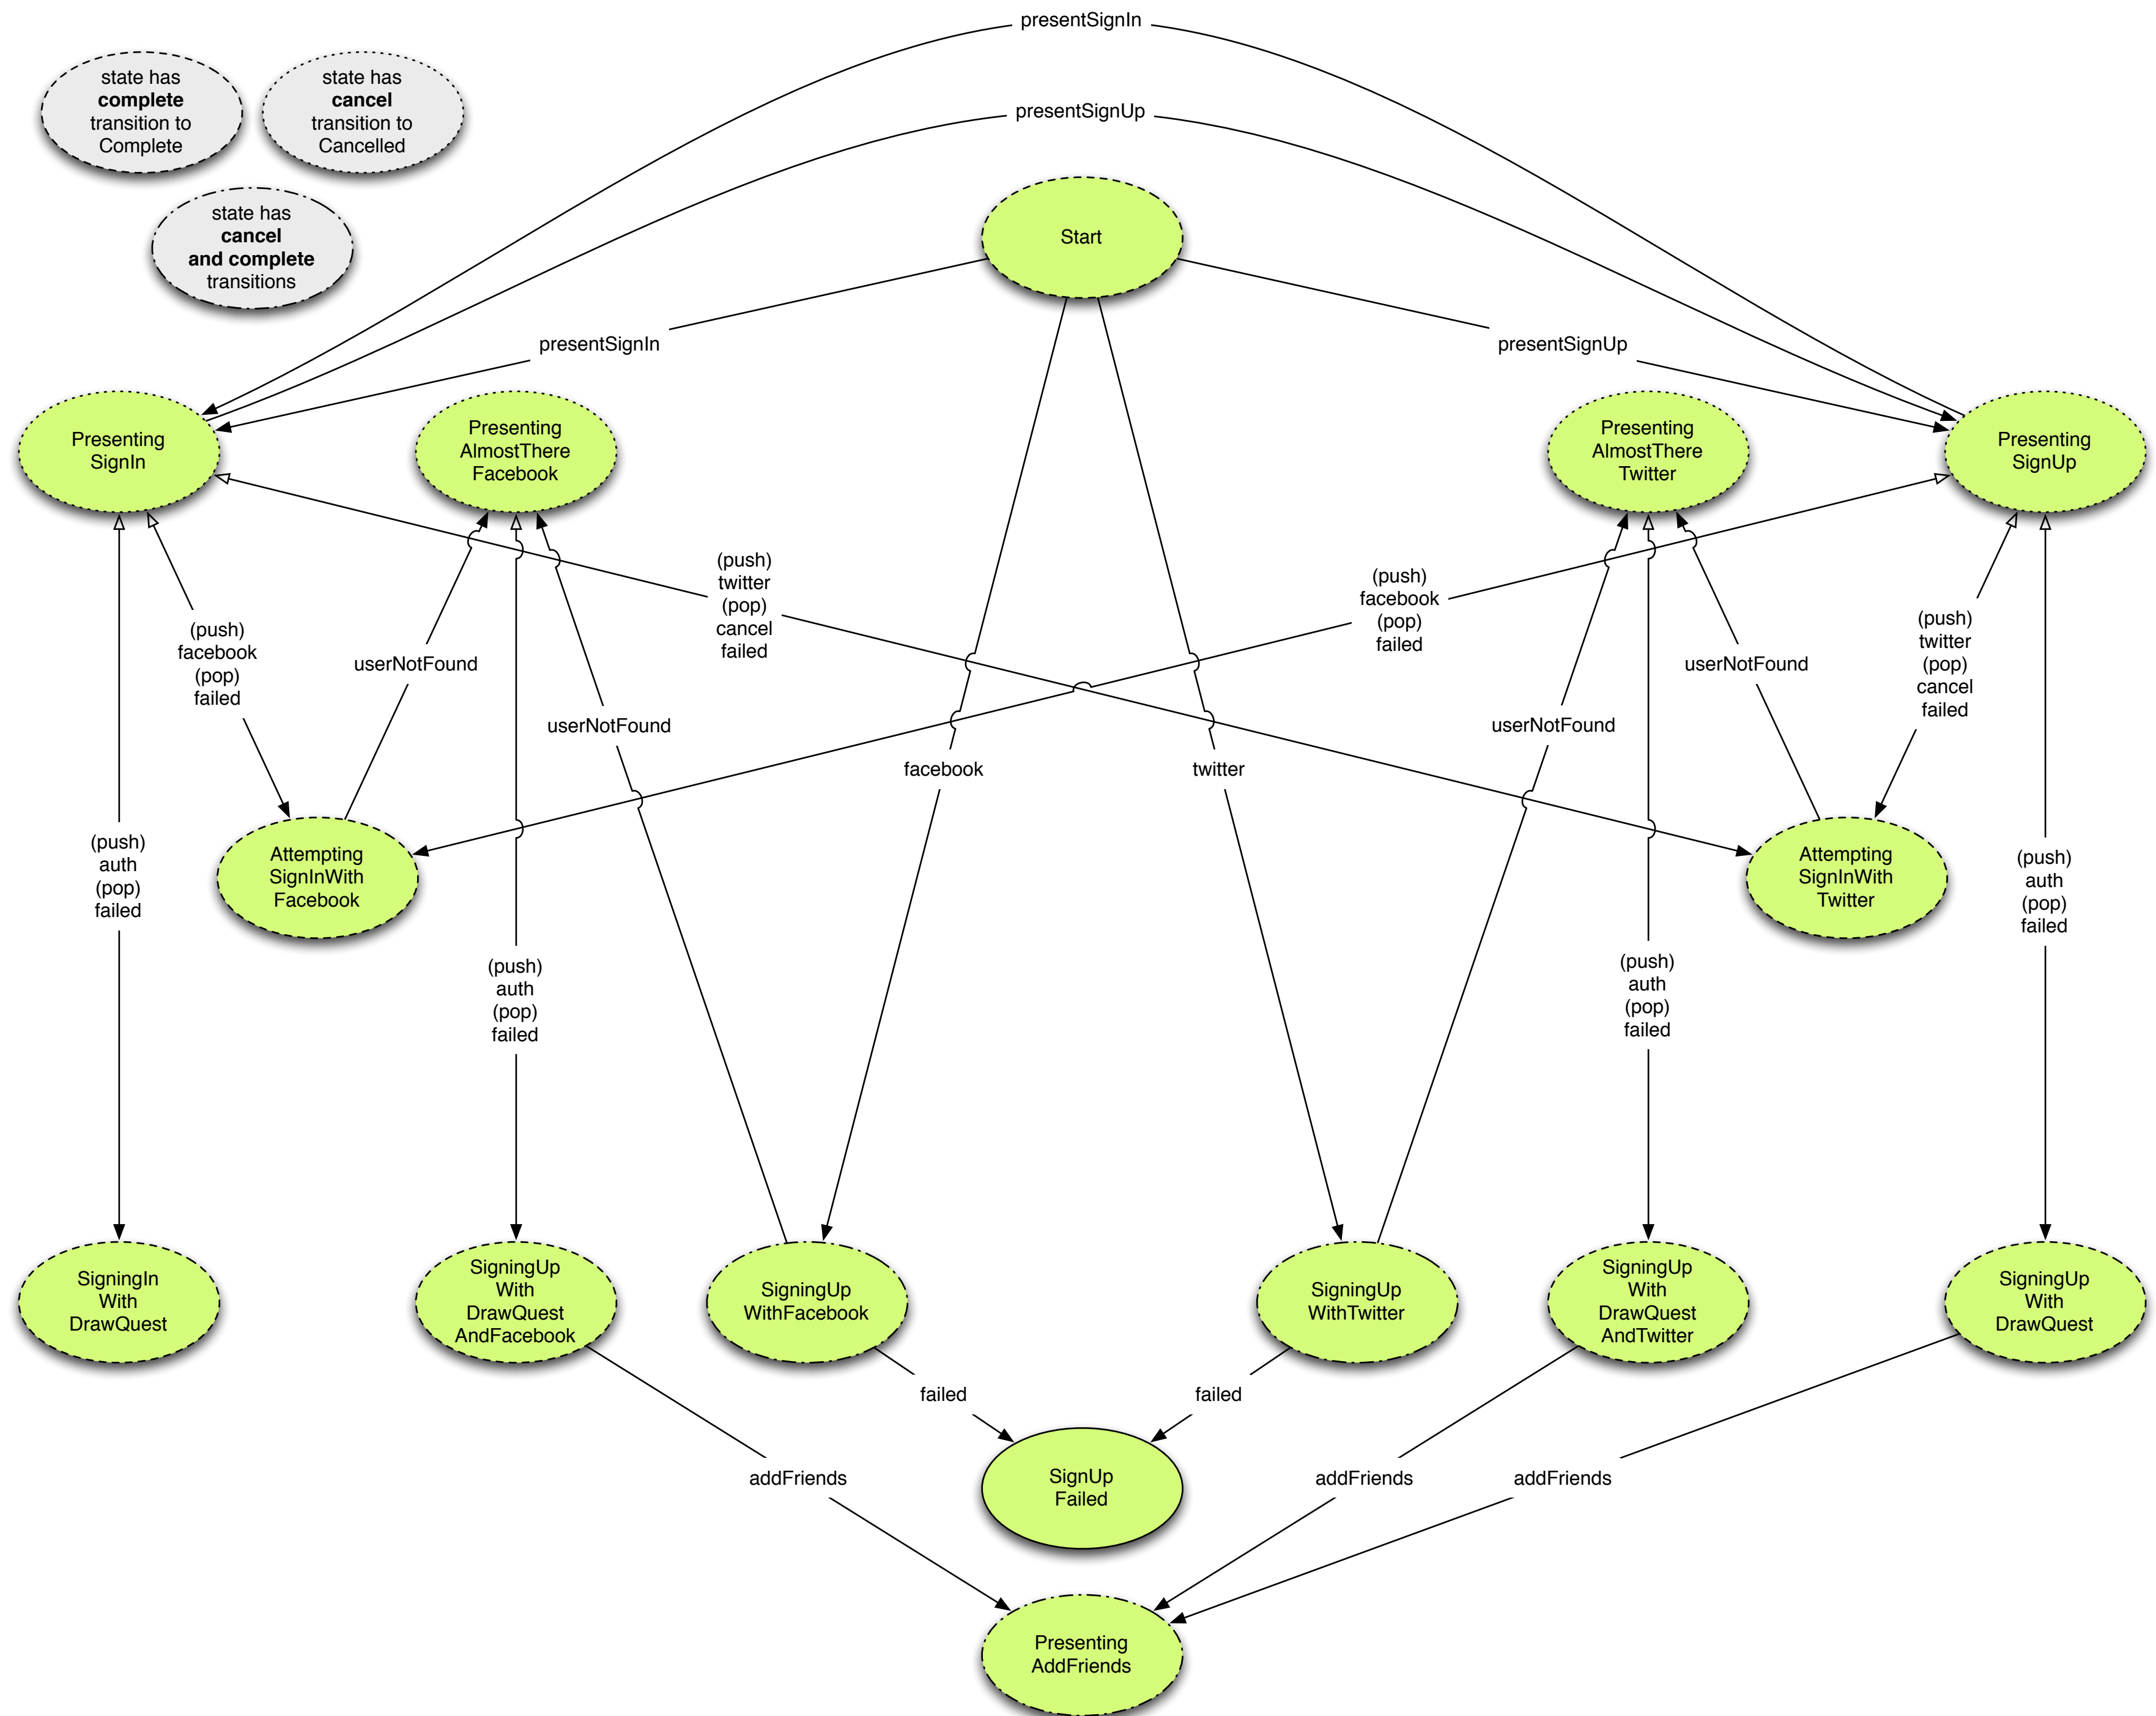 presentSignIn
state has
complete
transition to
Complete
state has
cancel
transition to
Cancelled
presentSignUp
state has
cancel
and complete
transitions
Start
presentSignIn
presentSignUp
Presenting
SignIn
Presenting
AlmostThere
Facebook
Presenting
AlmostThere
Twitter
Presenting
SignUp
(push)
twitter
(pop)
cancel
failed
(push)
facebook
(pop)
failed
(push)
facebook
(pop)
failed
userNotFound
userNotFound
(push)
twitter
(pop)
cancel
failed
userNotFound
userNotFound
facebook
twitter
(push)
auth
(pop)
failed
Attempting
SignInWith
Facebook
Attempting
SignInWith
Twitter
(push)
auth
(pop)
failed
(push)
auth
(pop)
failed
(push)
auth
(pop)
failed
SigningIn
With
DrawQuest
SigningUp
With
DrawQuest
AndFacebook
SigningUp
WithFacebook
SigningUp
WithTwitter
SigningUp
With
DrawQuest
AndTwitter
SigningUp
With
DrawQuest
failed
failed
SignUp
Failed
addFriends
addFriends
addFriends
Presenting
AddFriends